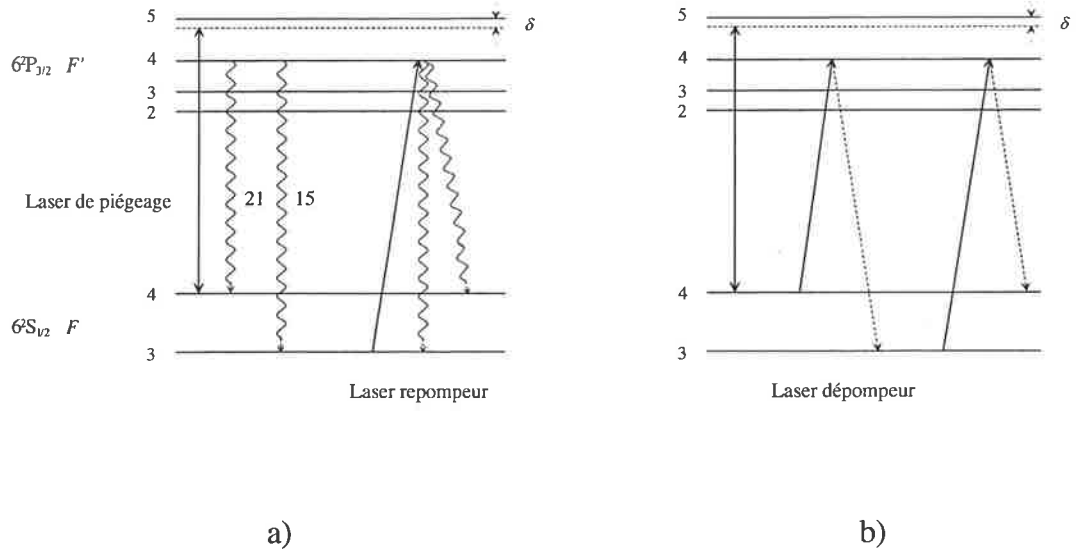 5
δ
4
6²P3/2 F'
3
2
Laser de piégeage
21
15
4
6²S1/2 F
3
Laser repompeur
a)
5
δ
4
3
2
4
3
Laser dépompeur
b)